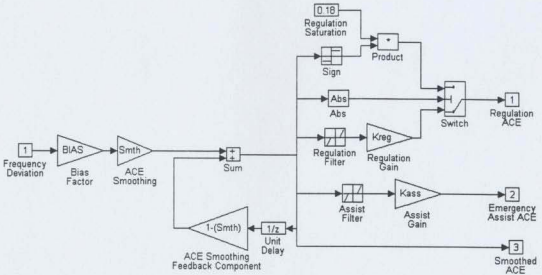 0.18
Regulation
Saturation
*
Product
Sign
Abs
Abs
Switch
1
Regulation
ACE
Kreg
Regulation
Filter
Regulation
Gain
1
Frequency
Deviation
BIAS
Bias
Factor
Smth
ACE
Smoothing
+
+
Sum
Kass
Assist
Filter
Assist
Gain
2
Emergency
Assist ACE
1-(Smth)
ACE Smoothing
Feedback Component
1/z
Unit
Delay
3
Smoothed
ACE